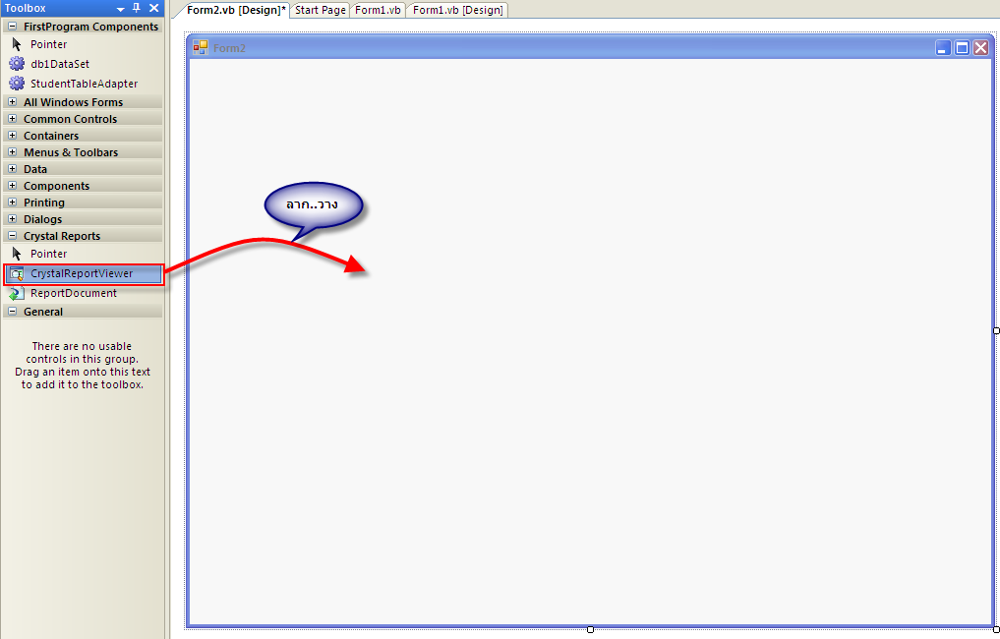 Toolbox
FirstProgram Components
Pointer
db1DataSet
StudentTableAdapter
All Windows Forms
Common Controls
Containers
Menus & Toolbars
Data
Components
Printing
Dialogs
Crystal Reports
Pointer
CrystalReportViewer
ReportDocument
General
There are no usable
controls in this group.
Drag an item onto this text
to add it to the toolbox.
Form2.vb [Design]* Start Page Form1.vb Form1.vb [Design]
Form2
ลาก..วาง